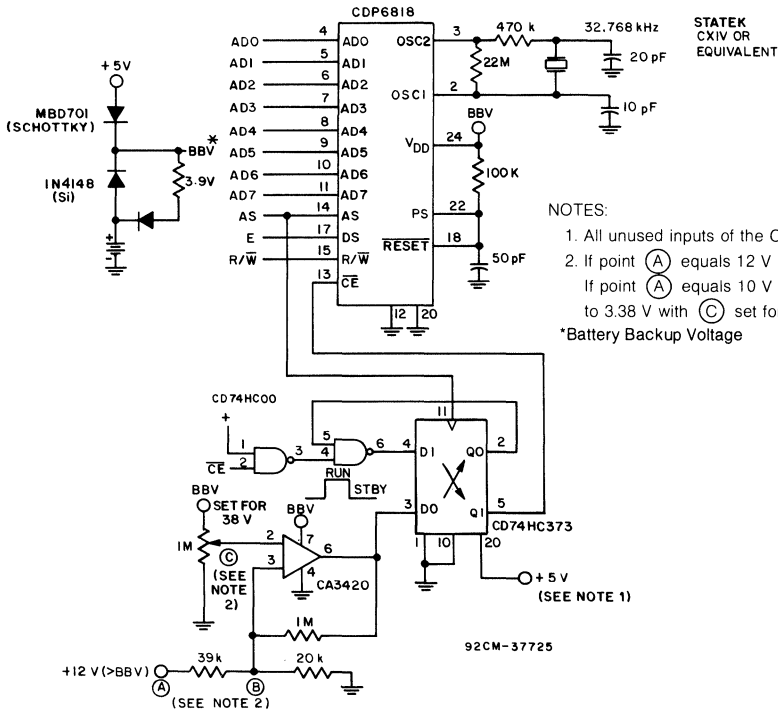 CDP6818
STATEK
CXIV OR
EQUIVALENT
+5V
MBD701
(SCHOTTKY)
*
BBV
1N4148
(Si)
3.9V
+
-
AD0 4 AD0
AD1 5 AD1
AD2 6 AD2
AD3 7 AD3
AD4 8 AD4
AD5 9 AD5
AD6 10 AD6
AD7 11 AD7
AS 14 AS
E 17 DS
R/W̅ 15 R/W̅
13 C̅E̅
OSC2 3 470 k 32.768 kHz
22M
20 pF
OSC1 2
10 pF
BBV
VDD 24
100K
PS 22
R̅E̅S̅E̅T̅ 18
50pF
12 20
NOTES:
1. All unused inputs of the C
2. If point A equals 12 V
If point A equals 10 V
to 3.38 V with C set fo
*Battery Backup Voltage
CD74HC00
+
1
C̅E̅ 2
3
5
4
6
RUN
STBY
11
4 D1 Q0 2
3 D0 Q1 5
CD74HC373
1 10 20
+5 V
(SEE NOTE 1)
BBV
SET FOR
38 V
1M
C
(SEE
NOTE
2)
BBV
2 7
3 4 6
CA3420
1M
92CM-37725
+12 V(>BBV) 39k 20k
A B
(SEE NOTE 2)